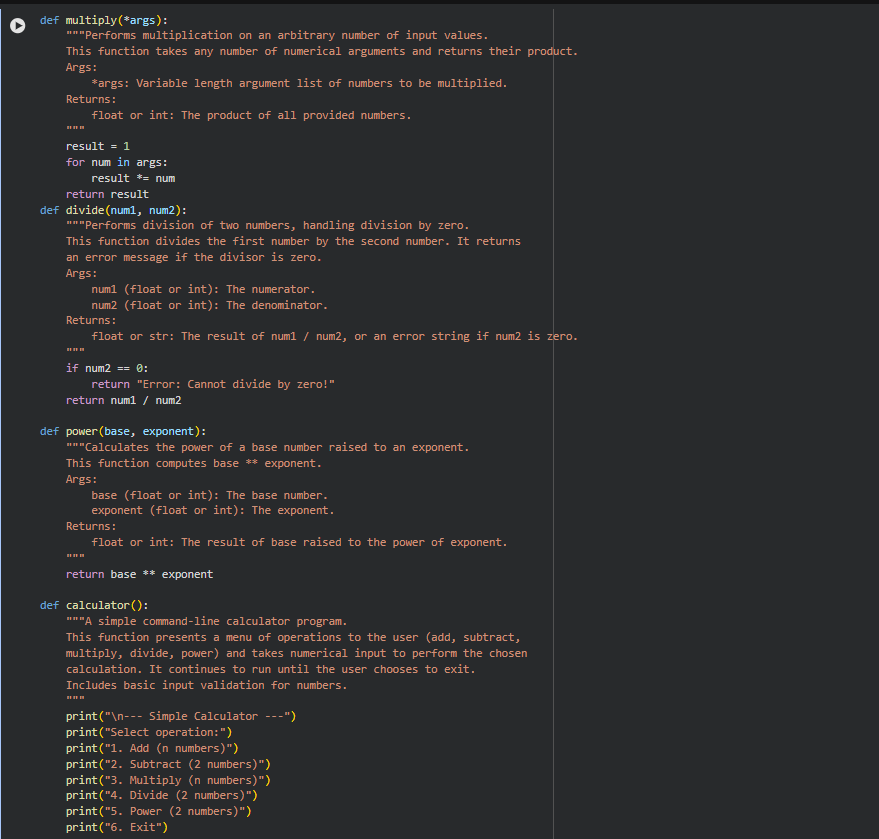 def multiply(*args):
    """Performs multiplication on an arbitrary number of input values.
    This function takes any number of numerical arguments and returns their product.
    Args:
        *args: Variable length argument list of numbers to be multiplied.
    Returns:
        float or int: The product of all provided numbers.
    """
    result = 1
    for num in args:
        result *= num
    return result
def divide(num1, num2):
    """Performs division of two numbers, handling division by zero.
    This function divides the first number by the second number. It returns
    an error message if the divisor is zero.
    Args:
        num1 (float or int): The numerator.
        num2 (float or int): The denominator.
    Returns:
        float or str: The result of num1 / num2, or an error string if num2 is zero.
    """
    if num2 == 0:
        return "Error: Cannot divide by zero!"
    return num1 / num2

def power(base, exponent):
    """Calculates the power of a base number raised to an exponent.
    This function computes base ** exponent.
    Args:
        base (float or int): The base number.
        exponent (float or int): The exponent.
    Returns:
        float or int: The result of base raised to the power of exponent.
    """
    return base ** exponent

def calculator():
    """A simple command-line calculator program.
    This function presents a menu of operations to the user (add, subtract,
    multiply, divide, power) and takes numerical input to perform the chosen
    calculation. It continues to run until the user chooses to exit.
    Includes basic input validation for numbers.
    """
    print("\n--- Simple Calculator ---")
    print("Select operation:")
    print("1. Add (n numbers)")
    print("2. Subtract (2 numbers)")
    print("3. Multiply (n numbers)")
    print("4. Divide (2 numbers)")
    print("5. Power (2 numbers)")
    print("6. Exit")